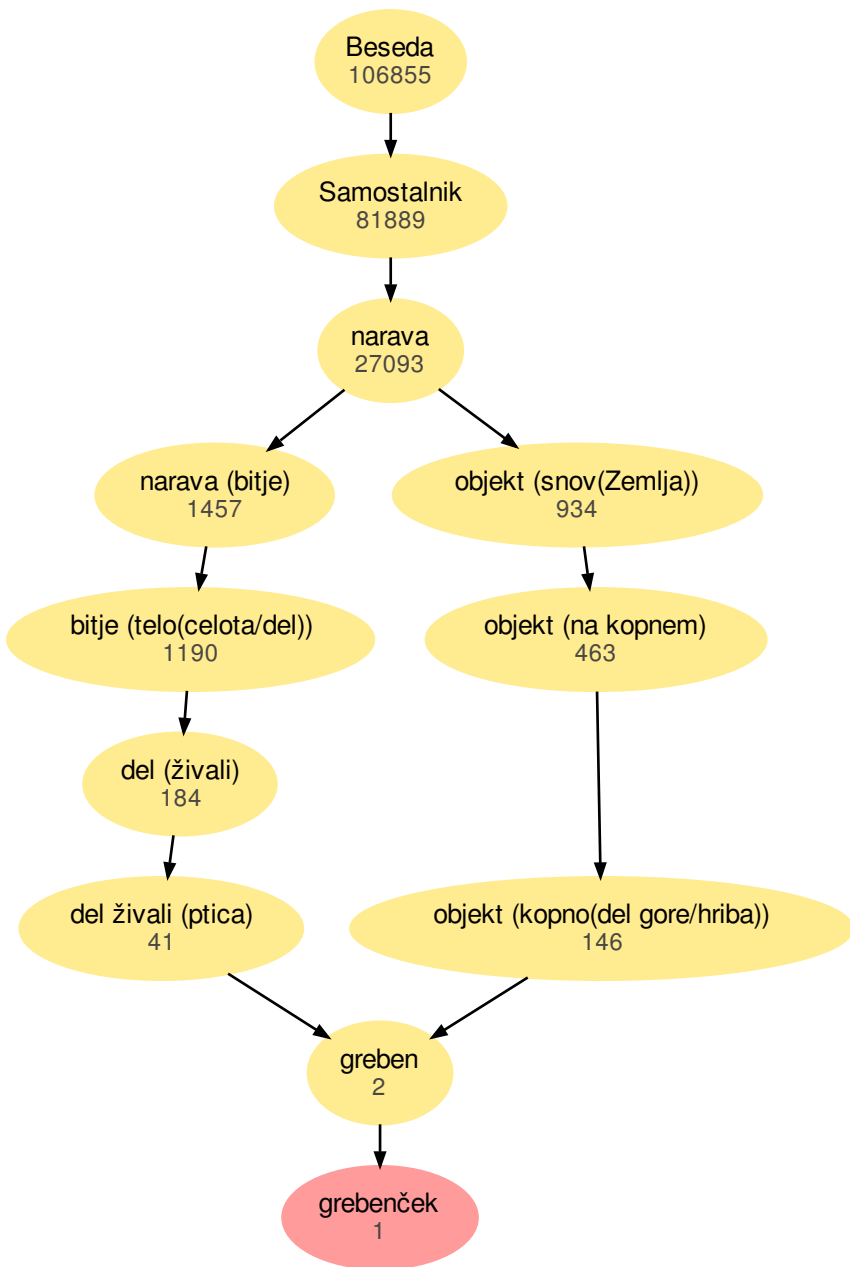 Beseda
106855
Samostalnik
81889
narava
27093
narava (bitje)
1457
objekt (snov(Zemlja))
934
bitje (telo(celota/del))
1190
objekt (na kopnem)
463
del (živali)
184
del živali (ptica)
41
objekt (kopno(del gore/hriba))
146
greben
2
grebenček
1